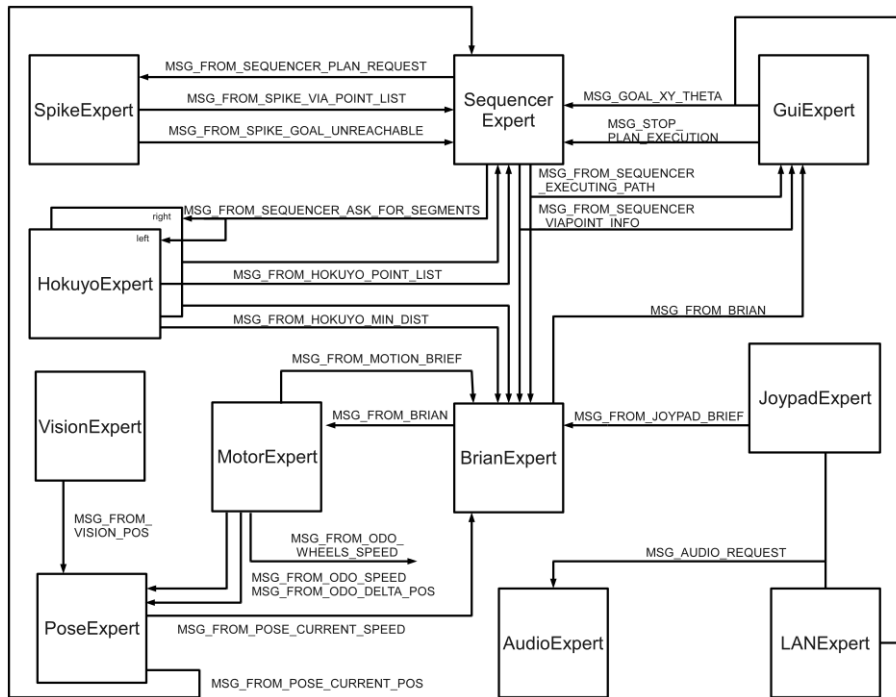 MSG_FROM_SEQUENCER_PLAN_REQUEST
SpikeExpert
MSG_FROM_SPIKE_VIA_POINT_LIST
MSG_FROM_SPIKE_GOAL_UNREACHABLE
Sequencer
Expert
MSG_GOAL_XY_THETA
MSG_STOP_
PLAN_EXECUTION
GuiExpert
MSG_FROM_SEQUENCER
_EXECUTING_PATH
MSG_FROM_SEQUENCER
_VIAPOINT_INFO
right
MSG_FROM_SEQUENCER_ASK_FOR_SEGMENTS
left
HokuyoExpert
MSG_FROM_HOKUYO_POINT_LIST
MSG_FROM_HOKUYO_MIN_DIST
MSG_FROM_BRIAN
MSG_FROM_MOTION_BRIEF
VisionExpert
MotorExpert
MSG_FROM_BRIAN
BrianExpert
MSG_FROM_JOYPAD_BRIEF
JoypadExpert
MSG_FROM_
VISION_POS
MSG_FROM_ODO_
WHEELS_SPEED
MSG_FROM_ODO_SPEED
MSG_FROM_ODO_DELTA_POS
MSG_AUDIO_REQUEST
PoseExpert
MSG_FROM_POSE_CURRENT_SPEED
AudioExpert
LANExpert
MSG_FROM_POSE_CURRENT_POS